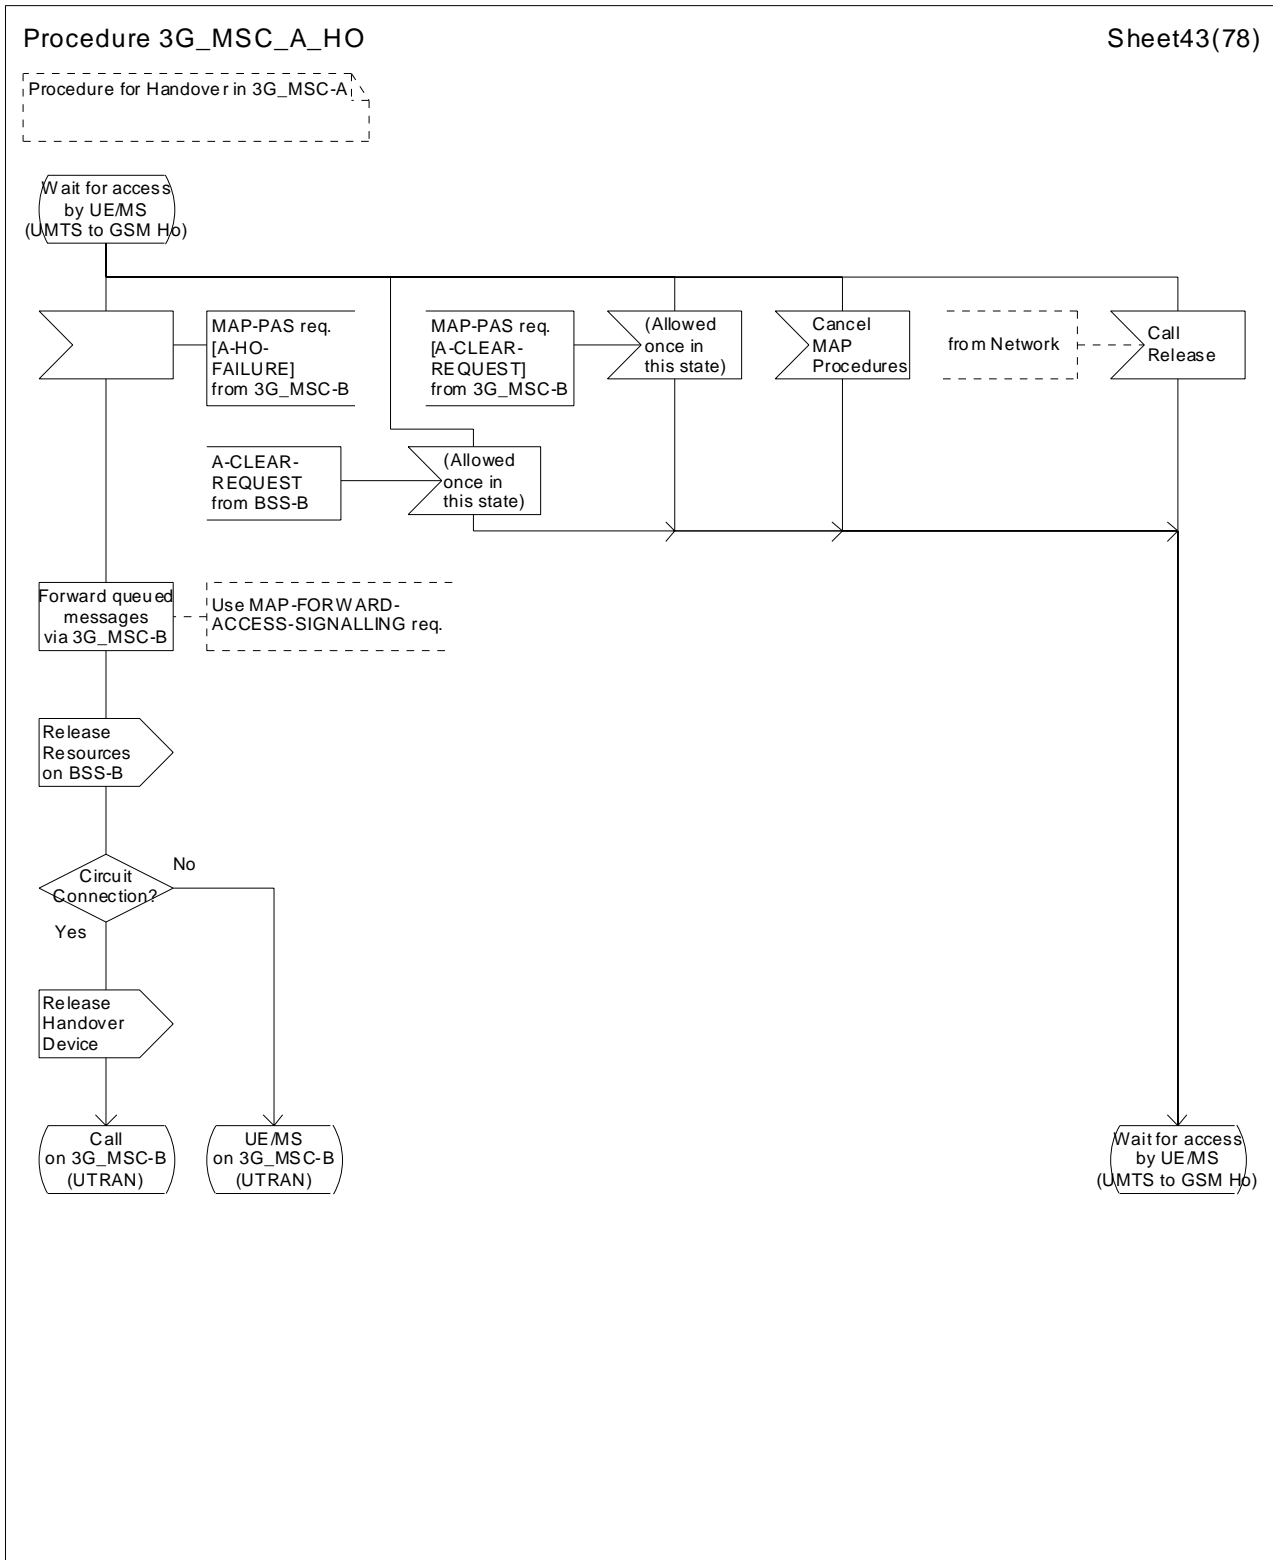 Procedure 3G_MSC_A_HO
Sheet43(78)
Procedure for Handover in 3G_MSC-A
Wait for access
by UE/MS
(UMTS to GSM Ho)
MAP-PAS req.
[A-HO-
FAILURE]
from 3G_MSC-B
MAP-PAS req.
[A-CLEAR-
REQUEST]
from 3G_MSC-B
(Allowed
once in
this state)
Cancel
MAP
Procedures
from Network
Call
Release
A-CLEAR-
REQUEST
from BSS-B
(Allowed
once in
this state)
Forward queued
messages
via 3G_MSC-B
Use MAP-FORWARD-
ACCESS-SIGNALLING req.
Release
Resources
on BSS-B
Circuit
Connection?
No
Yes
Release
Handover
Device
Call
on 3G_MSC-B
(UTRAN)
UE/MS
on 3G_MSC-B
(UTRAN)
Wait for access
by UE/MS
(UMTS to GSM Ho)